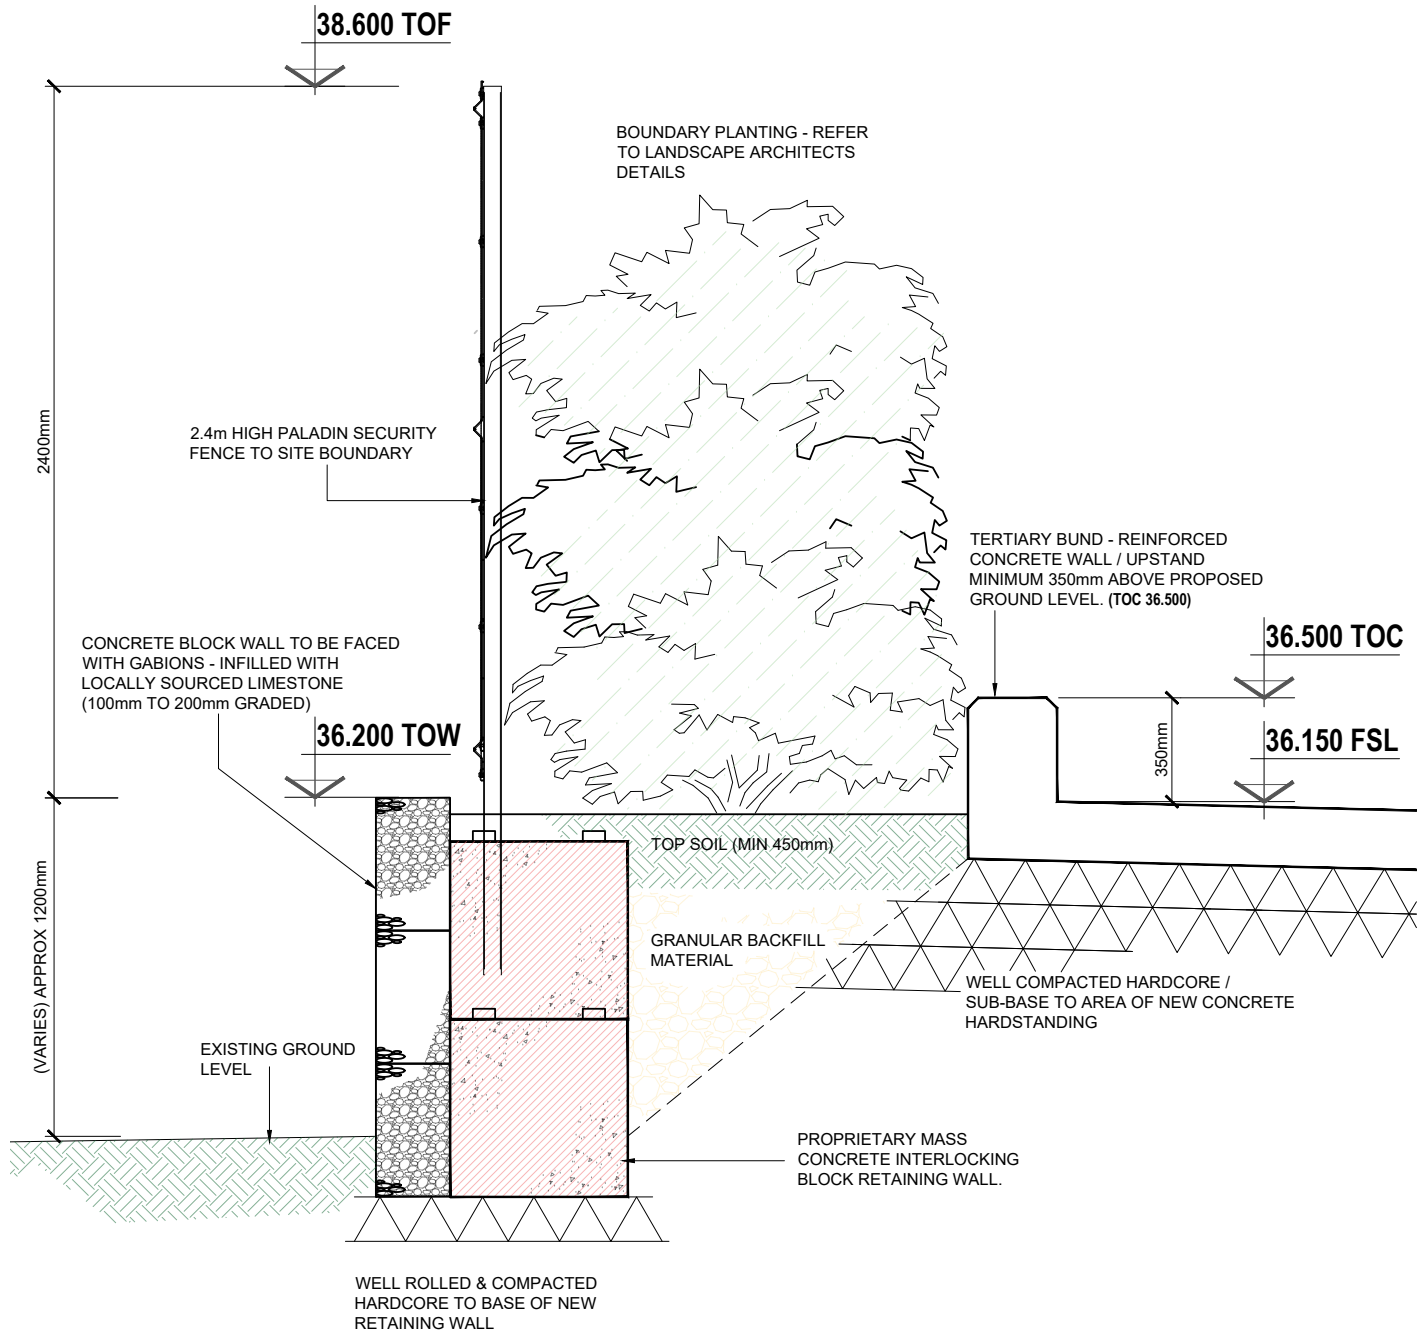 38.600 TOF
BOUNDARY PLANTING - REFER
TO LANDSCAPE ARCHITECTS
DETAILS
2400mm
2.4m HIGH PALADIN SECURITY
FENCE TO SITE BOUNDARY
TERTIARY BUND - REINFORCED
CONCRETE WALL / UPSTAND
MINIMUM 350mm ABOVE PROPOSED
GROUND LEVEL. (TOC 36.500)
CONCRETE BLOCK WALL TO BE FACED
WITH GABIONS - INFILLED WITH
LOCALLY SOURCED LIMESTONE
(100mm TO 200mm GRADED)
36.500 TOC
36.200 TOW
36.150 FSL
350mm
TOP SOIL (MIN 450mm)
(VARIES) APPROX 1200mm
GRANULAR BACKFILL
MATERIAL
WELL COMPACTED HARDCORE /
SUB-BASE TO AREA OF NEW CONCRETE
HARDSTANDING
EXISTING GROUND
LEVEL
PROPRIETARY MASS
CONCRETE INTERLOCKING
BLOCK RETAINING WALL.
WELL ROLLED & COMPACTED
HARDCORE TO BASE OF NEW
RETAINING WALL